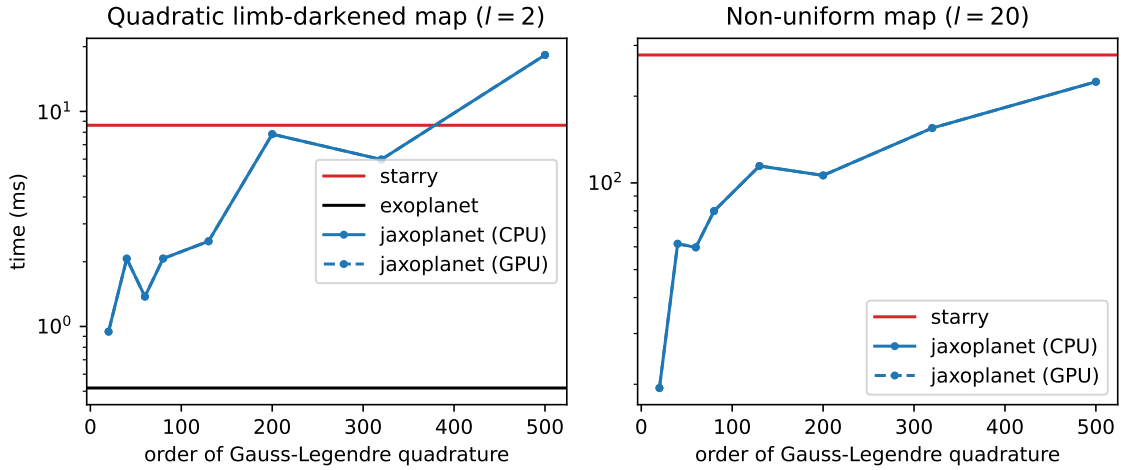 Quadratic limb-darkened map (l = 2)
time (ms)
10¹
10⁰
starry
exoplanet
jaxoplanet (CPU)
jaxoplanet (GPU)
0 100 200 300 400 500
order of Gauss-Legendre quadrature
Non-uniform map (l = 20)
10²
starry
jaxoplanet (CPU)
jaxoplanet (GPU)
0 100 200 300 400 500
order of Gauss-Legendre quadrature